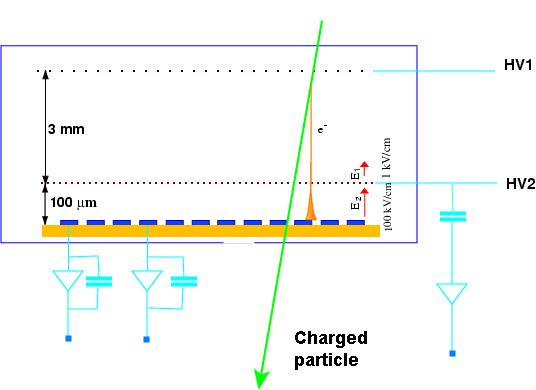 HV1
3 mm
e-
E1
1 kV/cm
HV2
100 μm
E2
100 kV/cm
Charged
particle